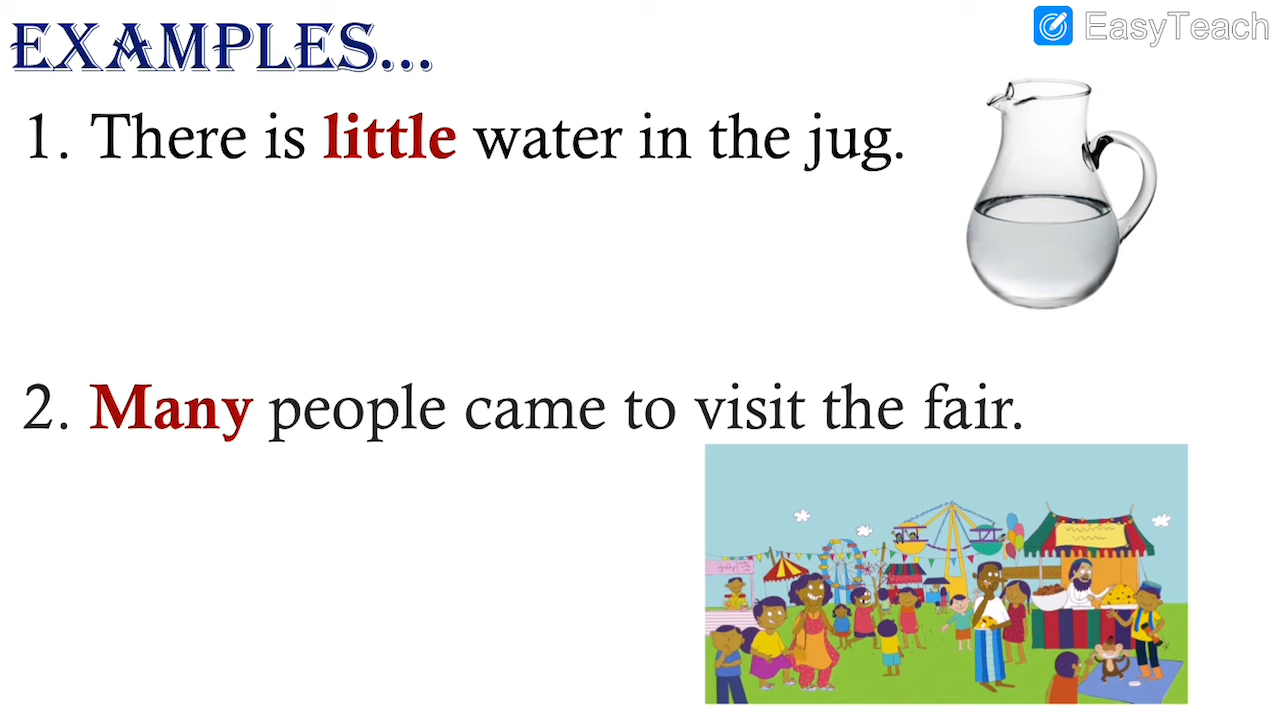 EXAMPLES...
EasyTeach
1. There is little water in the jug.
2. Many people came to visit the fair.